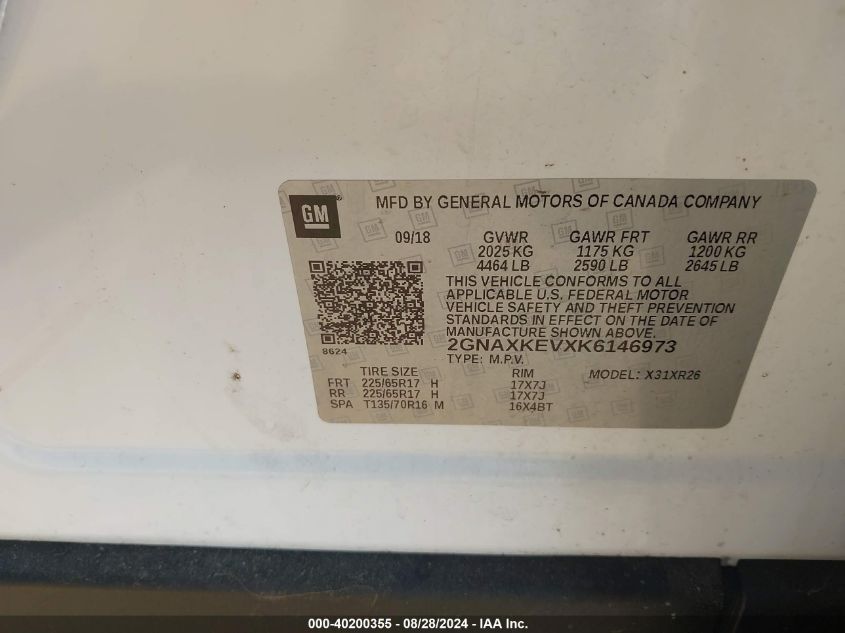 GM
®
MFD BY GENERAL MOTORS OF CANADA COMPANY
09/18 GVWR GAWR FRT GAWR RR
2025 KG 1175 KG 1200 KG
4464 LB 2590 LB 2645 LB
THIS VEHICLE CONFORMS TO ALL
APPLICABLE U.S. FEDERAL MOTOR
VEHICLE SAFETY AND THEFT PREVENTION
STANDARDS IN EFFECT ON THE DATE OF
MANUFACTURE SHOWN ABOVE.
2GNAXKEVXK6146973
8624
TYPE: M.P.V.
TIRE SIZE RIM MODEL: X31XR26
FRT 225/65R17 H 17X7J
RR 225/65R17 H 17X7J
SPA T135/70R16 M 16X4BT
000-40200355 - 08/28/2024 - IAA Inc.